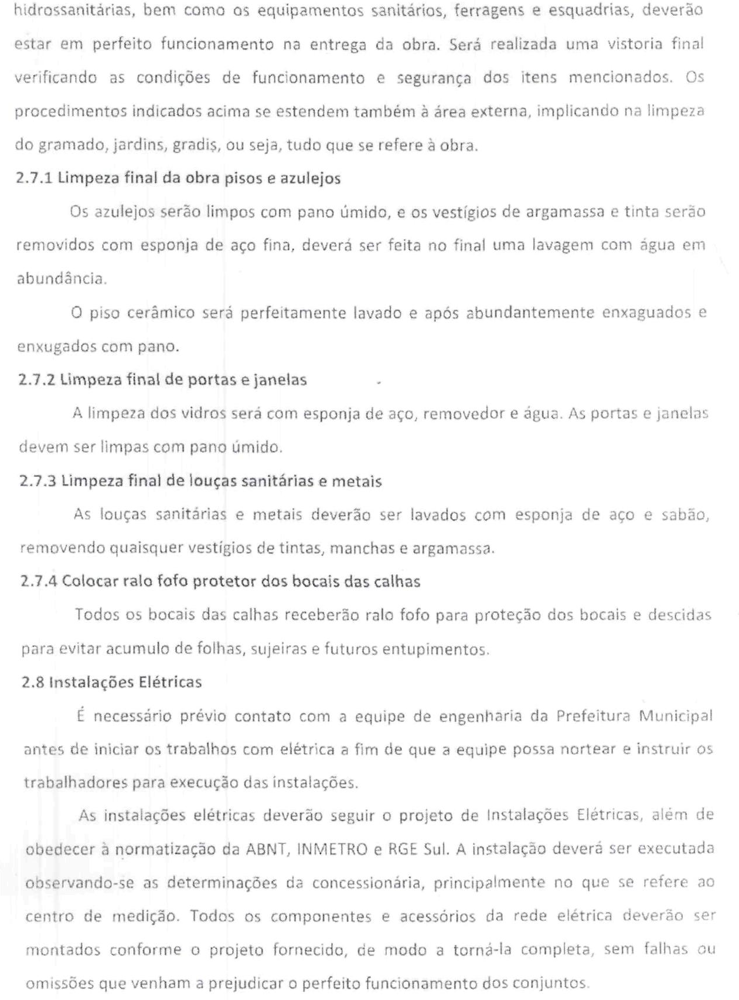 hidrossanitárias, bem como os equipamentos sanitários, ferragens e esquadrias, deverão
estar em perfeito funcionamento na entrega da obra. Será realizada uma vistoria final
verificando as condições de funcionamento e segurança dos itens mencionados. Os
procedimentos indicados acima se estendem também à área externa, implicando na limpeza
do gramado, jardins, gradis, ou seja, tudo que se refere à obra.
2.7.1 Limpeza final da obra pisos e azulejos
Os azulejos serão limpos com pano úmido, e os vestígios de argamassa e tinta serão
removidos com esponja de aço fina, deverá ser feita no final uma lavagem com água em
abundância.
O piso cerâmico será perfeitamente lavado e após abundantemente enxaguados e
enxugados com pano.
2.7.2 Limpeza final de portas e janelas
A limpeza dos vidros será com esponja de aço, removedor e água. As portas e janelas
devem ser limpas com pano úmido.
2.7.3 Limpeza final de louças sanitárias e metais
As louças sanitárias e metais deverão ser lavados com esponja de aço e sabão,
removendo quaisquer vestígios de tintas, manchas e argamassa.
2.7.4 Colocar ralo fofo protetor dos bocais das calhas
Todos os bocais das calhas receberão ralo fofo para proteção dos bocais e descidas
para evitar acumulo de folhas, sujeiras e futuros entupimentos.
2.8 Instalações Elétricas
É necessário prévio contato com a equipe de engenharia da Prefeitura Municipal
antes de iniciar os trabalhos com elétrica a fim de que a equipe possa nortear e instruir os
trabalhadores para execução das instalações.
As instalações elétricas deverão seguir o projeto de Instalações Elétricas, além de
obedecer à normatização da ABNT, INMETRO e RGE Sul. A instalação deverá ser executada
observando-se as determinações da concessionária, principalmente no que se refere ao
centro de medição. Todos os componentes e acessórios da rede elétrica deverão ser
montados conforme o projeto fornecido, de modo a torná-la completa, sem falhas ou
omissões que venham a prejudicar o perfeito funcionamento dos conjuntos.